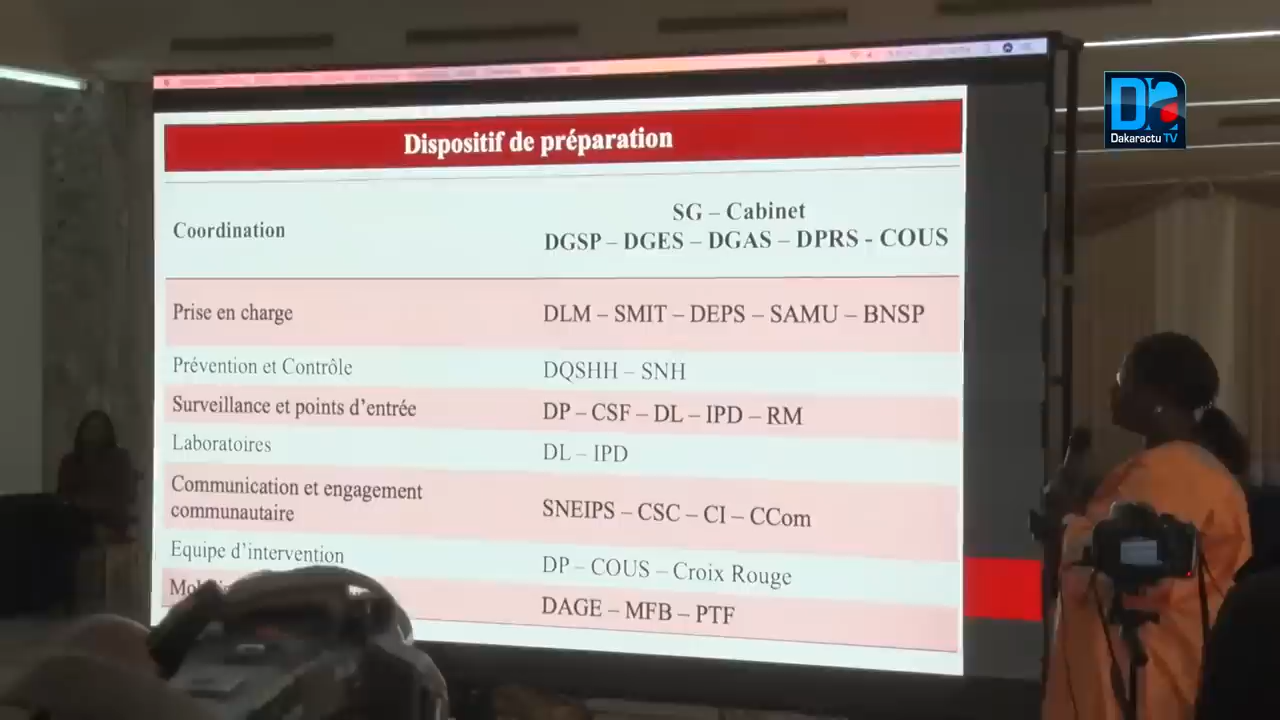 Dakaractu TV
Dispositif de préparation
Coordination
SG – Cabinet
DGSP – DGES – DGAS – DPRS - COUS
Prise en charge
DLM – SMIT – DEPS – SAMU – BNSP
Prévention et Contrôle
DQSHH – SNH
Surveillance et points d'entrée
DP – CSF – DL – IPD – RM
Laboratoires
DL – IPD
Communication et engagement
communautaire
SNEIPS – CSC – CI – CCom
Equipe d'intervention
DP – COUS – Croix Rouge
DAGE – MFB – PTF